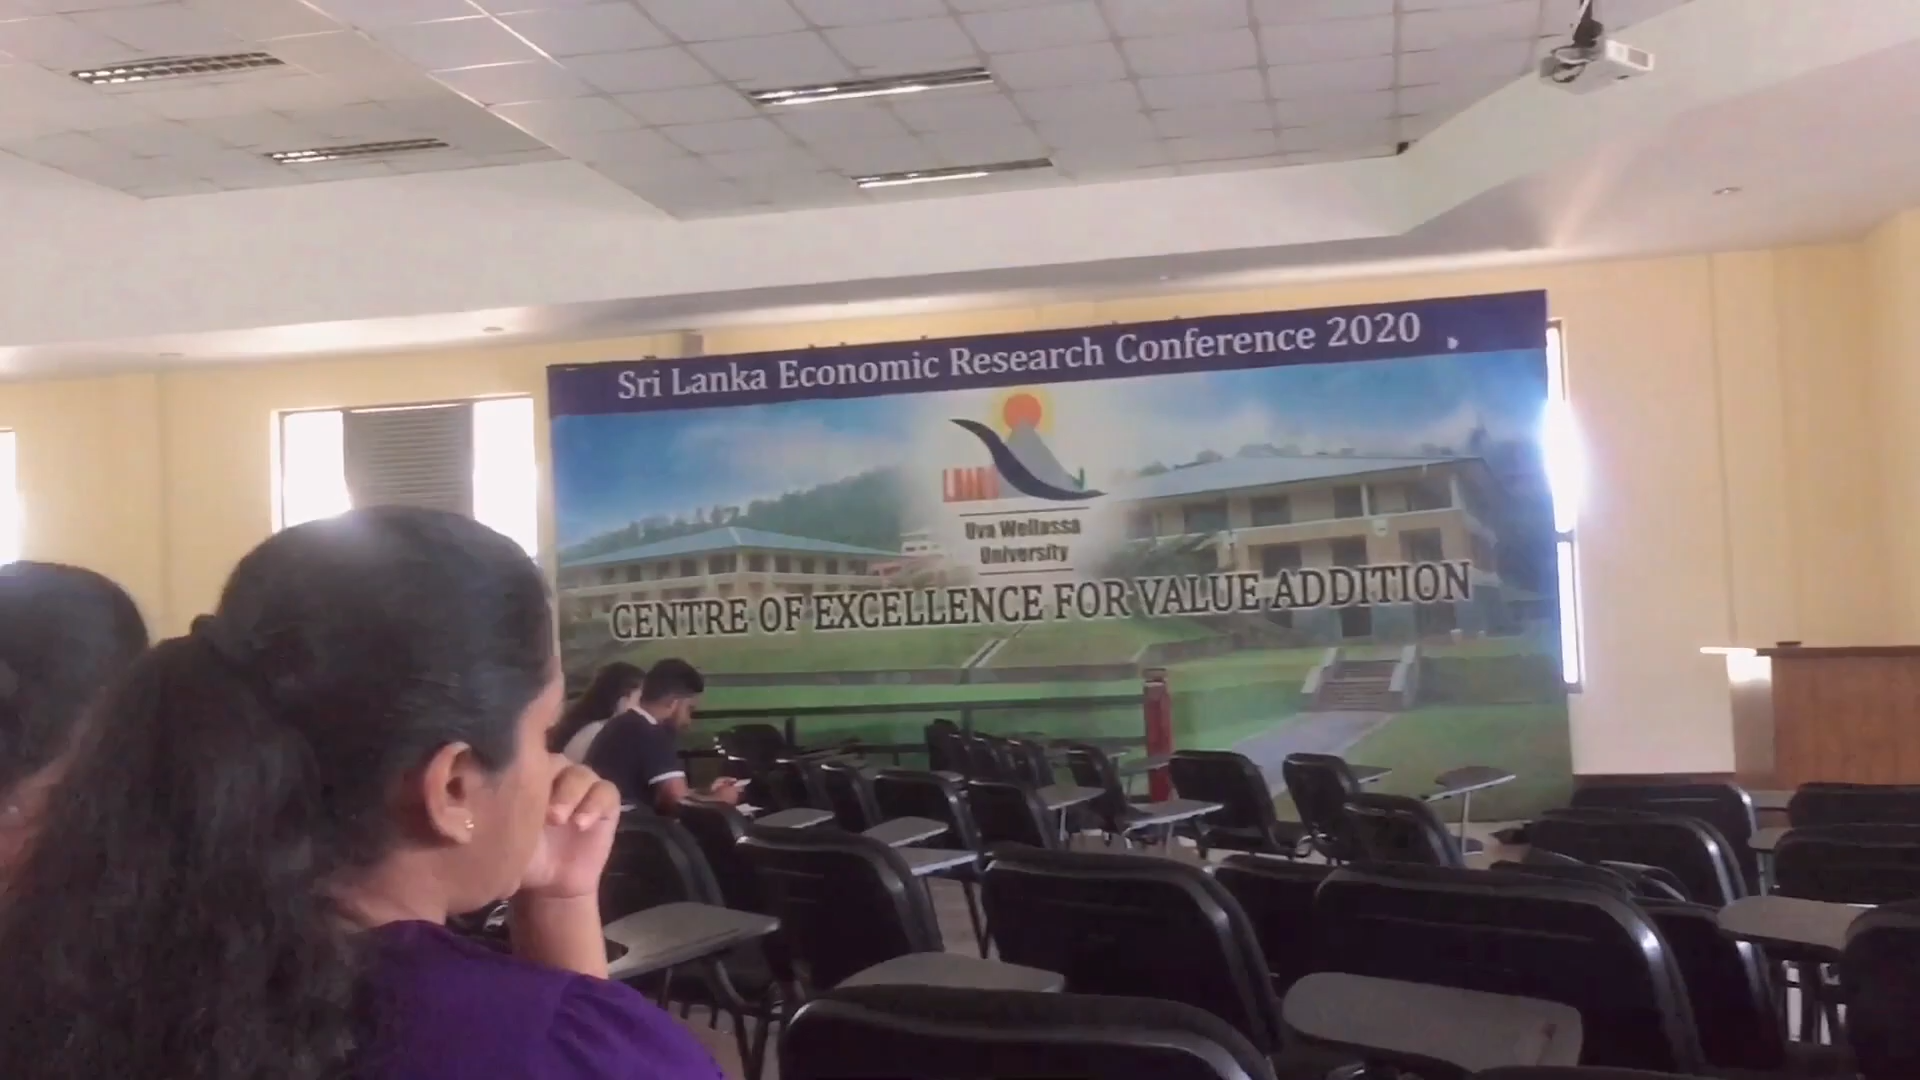 Sri Lanka Economic Research Conference 2020
Uva Wellassa
University
CENTRE OF EXCELLENCE FOR VALUE ADDITION